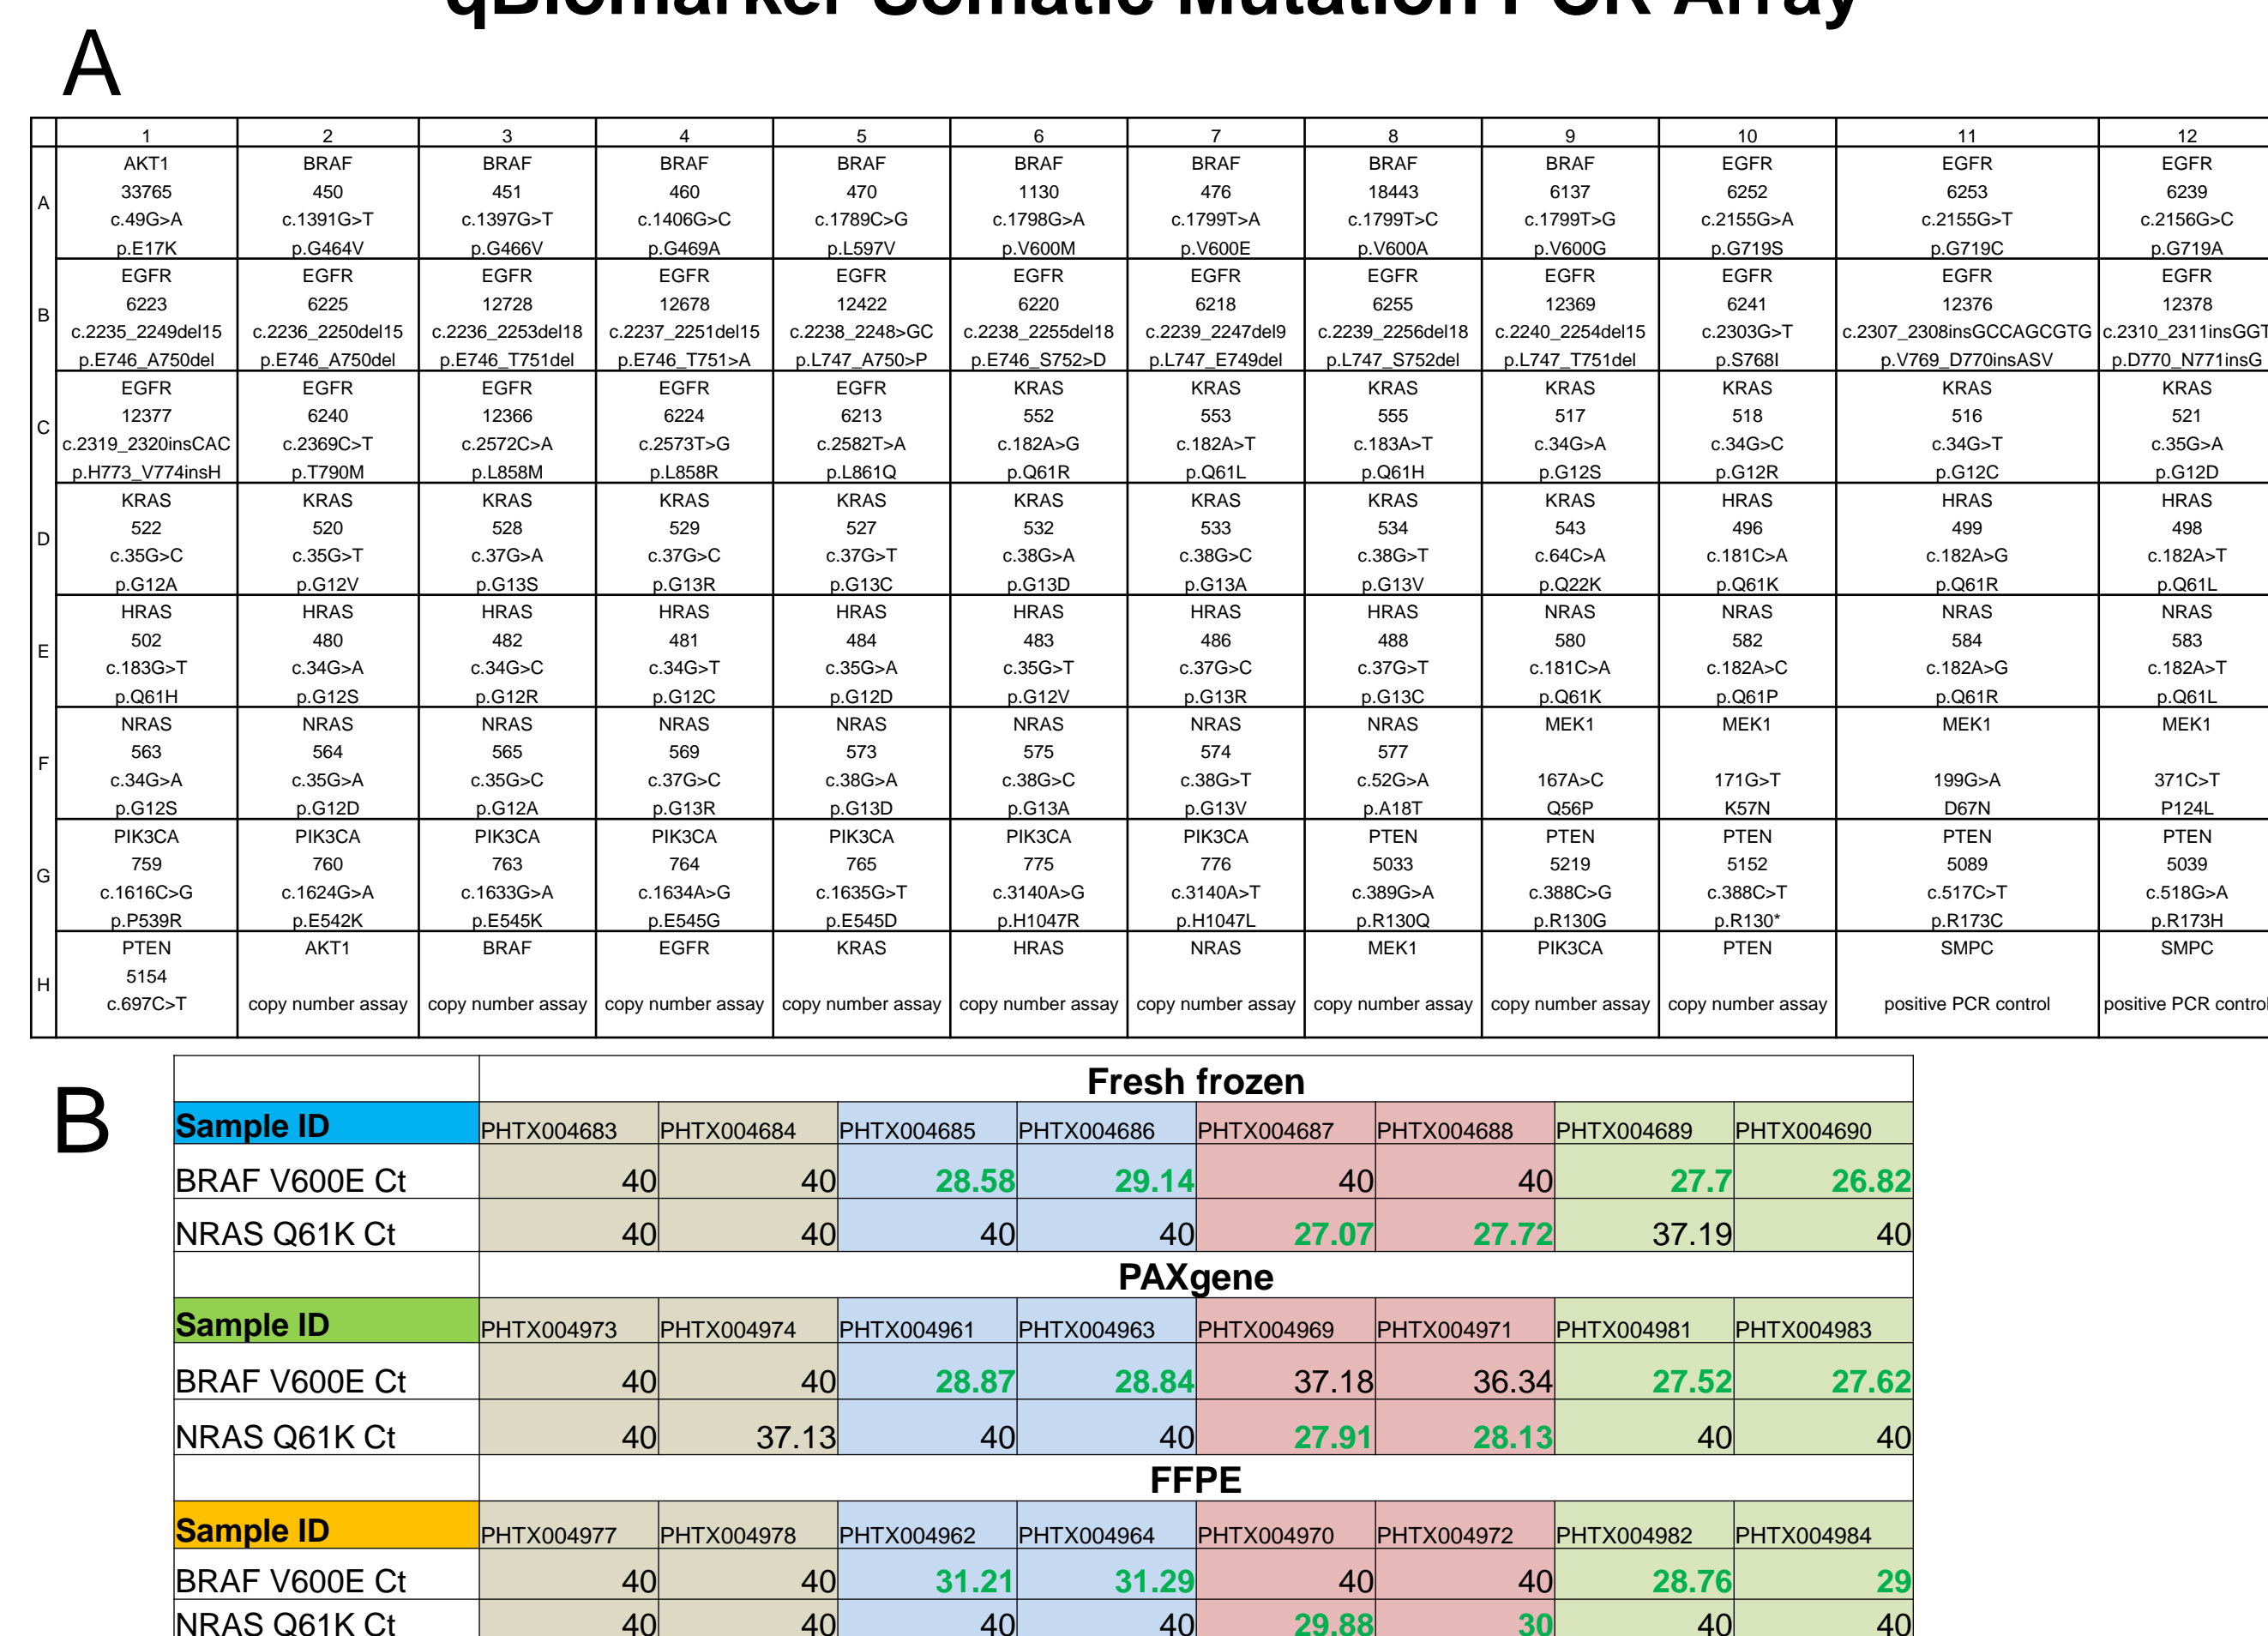 qBiomarker Somatic Mutation PCR Array
A
1 2 3 4 5 6 7 8 9 10 11 12
A
AKT1 BRAF BRAF BRAF BRAF BRAF BRAF BRAF BRAF EGFR EGFR EGFR
33765 450 451 460 470 1130 476 18443 6137 6252 6253 6239
c.49G>A c.1391G>T c.1397G>T c.1406G>C c.1789C>G c.1798G>A c.1799T>A c.1799T>C c.1799T>G c.2155G>A c.2155G>T c.2156G>C
p.E17K p.G464V p.G466V p.G469A p.L597V p.V600M p.V600E p.V600A p.V600G p.G719S p.G719C p.G719A
B
EGFR EGFR EGFR EGFR EGFR EGFR EGFR EGFR EGFR EGFR EGFR EGFR
6223 6225 12728 12678 12422 6220 6218 6255 12369 6241 12376 12378
c.2235_2249del15 c.2236_2250del15 c.2236_2253del18 c.2237_2251del15 c.2238_2248>GC c.2238_2255del18 c.2239_2247del9 c.2239_2256del18 c.2240_2254del15 c.2303G>T c.2307_2308insGCCAGCGTG c.2310_2311insGGT
p.E746_A750del p.E746_A750del p.E746_T751del p.E746_T751>A p.L747_A750>P p.E746_S752>D p.L747_E749del p.L747_S752del p.L747_T751del p.S768I p.V769_D770insASV p.D770_N771insG
C
EGFR EGFR EGFR EGFR EGFR KRAS KRAS KRAS KRAS KRAS KRAS KRAS
12377 6240 12366 6224 6213 552 553 555 517 518 516 521
c.2319_2320insCAC c.2369C>T c.2572C>A c.2573T>G c.2582T>A c.182A>G c.182A>T c.183A>T c.34G>A c.34G>C c.34G>T c.35G>A
p.H773_V774insH p.T790M p.L858M p.L858R p.L861Q p.Q61R p.Q61L p.Q61H p.G12S p.G12R p.G12C p.G12D
D
KRAS KRAS KRAS KRAS KRAS KRAS KRAS KRAS KRAS HRAS HRAS HRAS
522 520 528 529 527 532 533 534 543 496 499 498
c.35G>C c.35G>T c.37G>A c.37G>C c.37G>T c.38G>A c.38G>C c.38G>T c.64C>A c.181C>A c.182A>G c.182A>T
p.G12A p.G12V p.G13S p.G13R p.G13C p.G13D p.G13A p.G13V p.Q22K p.Q61K p.Q61R p.Q61L
E
HRAS HRAS HRAS HRAS HRAS HRAS HRAS HRAS NRAS NRAS NRAS NRAS
502 480 482 481 484 483 486 488 580 582 584 583
c.183G>T c.34G>A c.34G>C c.34G>T c.35G>A c.35G>T c.37G>C c.37G>T c.181C>A c.182A>C c.182A>G c.182A>T
p.Q61H p.G12S p.G12R p.G12C p.G12D p.G12V p.G13R p.G13C p.Q61K p.Q61P p.Q61R p.Q61L
F
NRAS NRAS NRAS NRAS NRAS NRAS NRAS NRAS MEK1 MEK1 MEK1 MEK1
563 564 565 569 573 575 574 577
c.34G>A c.35G>A c.35G>C c.37G>C c.38G>A c.38G>C c.38G>T c.52G>A 167A>C 171G>T 199G>A 371C>T
p.G12S p.G12D p.G12A p.G13R p.G13D p.G13A p.G13V p.A18T Q56P K57N D67N P124L
G
PIK3CA PIK3CA PIK3CA PIK3CA PIK3CA PIK3CA PIK3CA PTEN PTEN PTEN PTEN PTEN
759 760 763 764 765 775 776 5033 5219 5152 5089 5039
c.1616C>G c.1624G>A c.1633G>A c.1634A>G c.1635G>T c.3140A>G c.3140A>T c.389G>A c.388C>G c.388C>T c.517C>T c.518G>A
p.P539R p.E542K p.E545K p.E545G p.E545D p.H1047R p.H1047L p.R130Q p.R130G p.R130* p.R173C p.R173H
H
PTEN AKT1 BRAF EGFR KRAS HRAS NRAS MEK1 PIK3CA PTEN SMPC SMPC
5154
c.697C>T copy number assay copy number assay copy number assay copy number assay copy number assay copy number assay copy number assay copy number assay copy number assay positive PCR control positive PCR control
B
Fresh frozen
Sample ID PHTX004683 PHTX004684 PHTX004685 PHTX004686 PHTX004687 PHTX004688 PHTX004689 PHTX004690
BRAF V600E Ct 40 40 28.58 29.14 40 40 27.7 26.82
NRAS Q61K Ct 40 40 40 40 27.07 27.72 37.19 40
PAXgene
Sample ID PHTX004973 PHTX004974 PHTX004961 PHTX004963 PHTX004969 PHTX004971 PHTX004981 PHTX004983
BRAF V600E Ct 40 40 28.87 28.84 37.18 36.34 27.52 27.62
NRAS Q61K Ct 40 37.13 40 40 27.91 28.13 40 40
FFPE
Sample ID PHTX004977 PHTX004978 PHTX004962 PHTX004964 PHTX004970 PHTX004972 PHTX004982 PHTX004984
BRAF V600E Ct 40 40 31.21 31.29 40 40 28.76 29
NRAS Q61K Ct 40 40 40 40 29.88 30 40 40